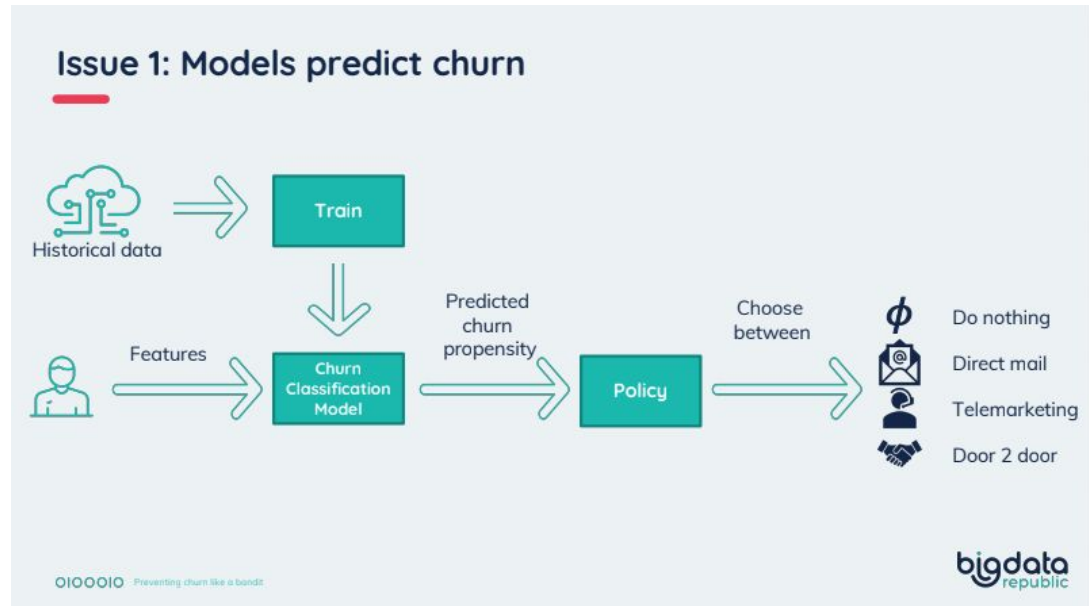 Issue 1: Models predict churn
Historical data
Train
Features
Churn
Classification
Model
Predicted
churn
propensity
Policy
Choose
between
ϕ
Do nothing
@
Direct mail
Telemarketing
Door 2 door
OIOOOIO Preventing churn like a bandit
bigdata
republic